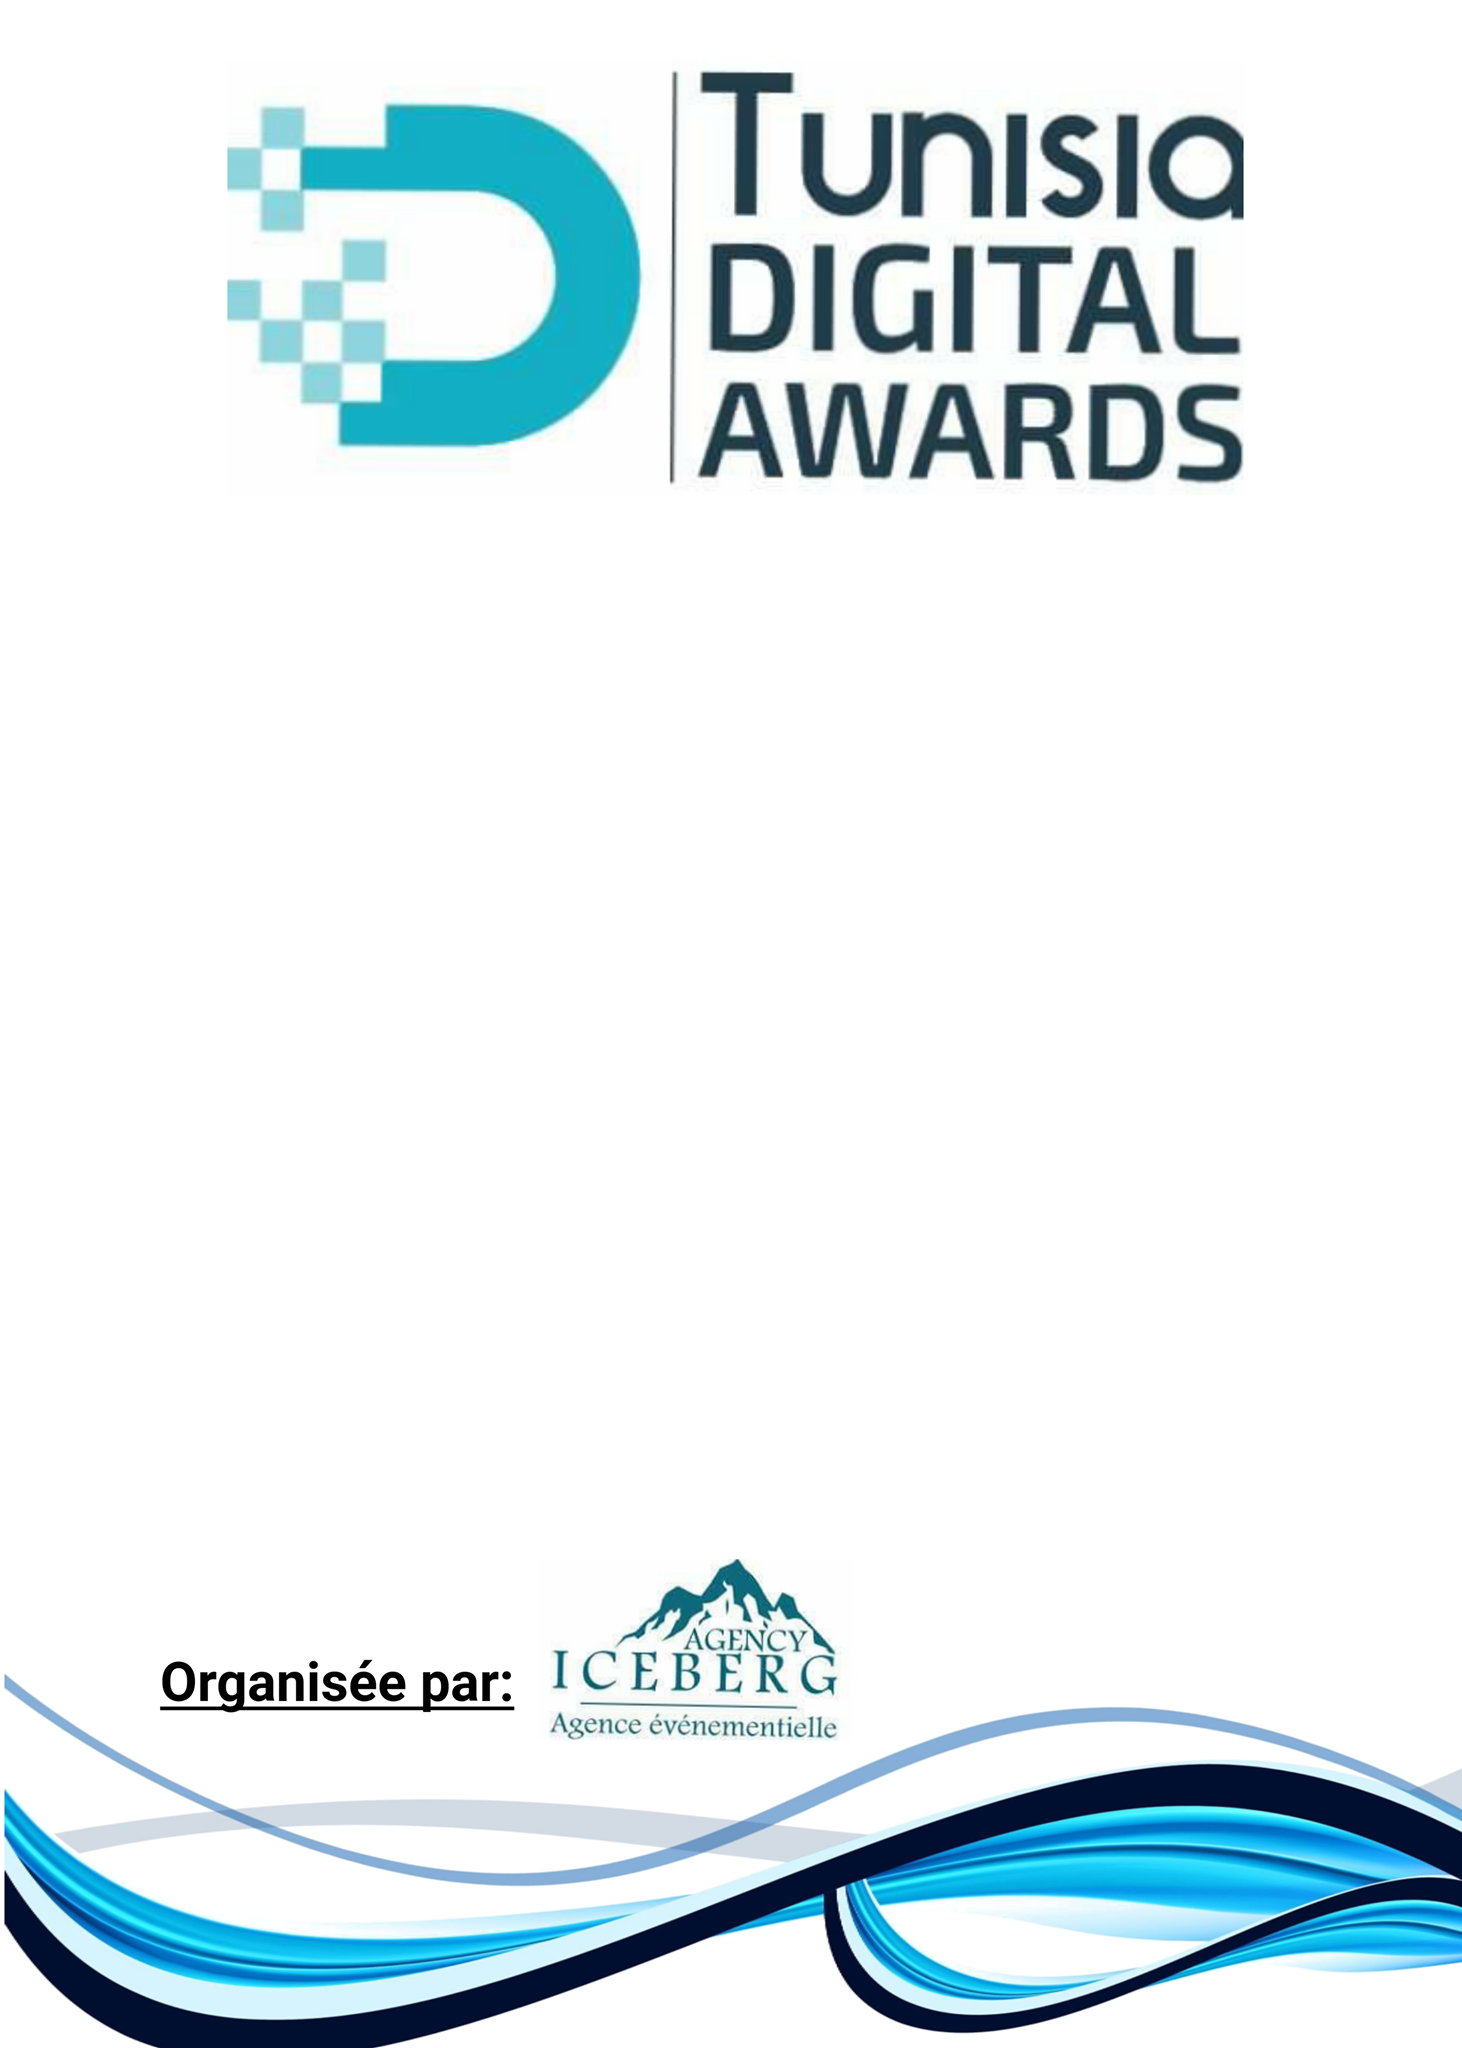 Tunisia
DIGITAL
AWARDS
Organisée par:
AGENCY
ICEBERG
Agence événementielle